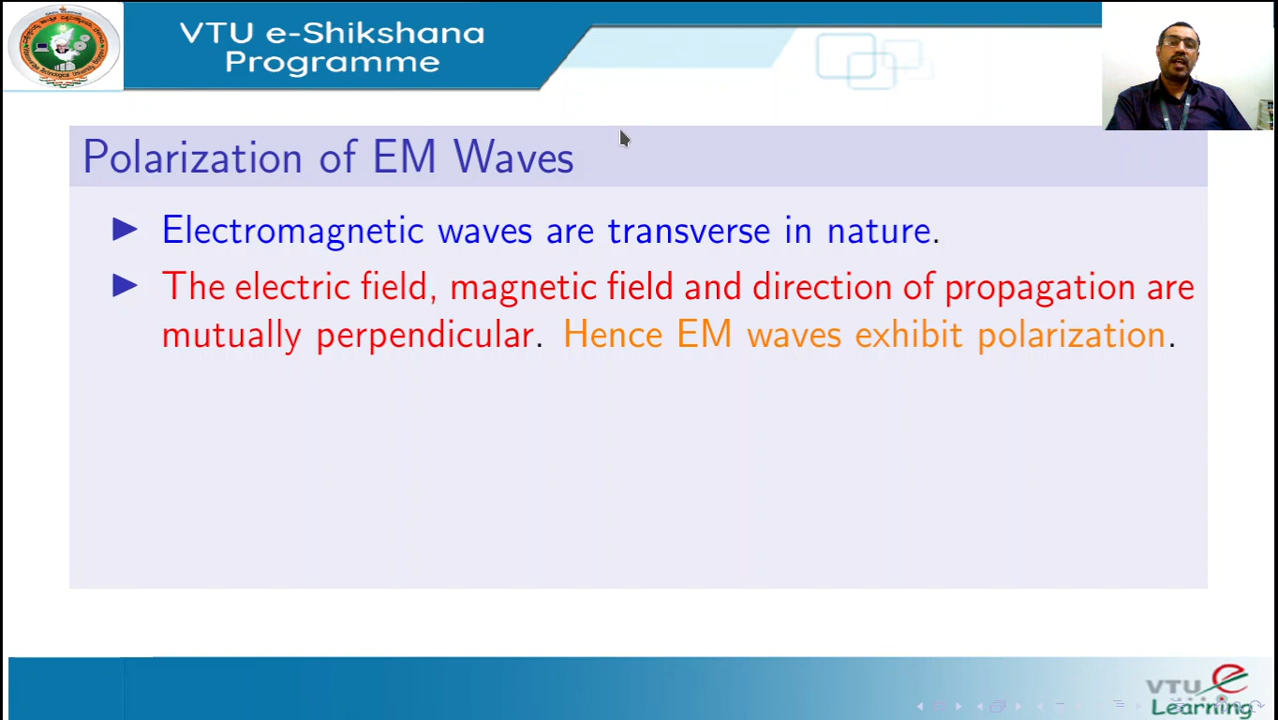 VTU e-Shikshana
Programme
Polarization of EM Waves
Electromagnetic waves are transverse in nature.
The electric field, magnetic field and direction of propagation are
mutually perpendicular. Hence EM waves exhibit polarization.
VTU
Learning